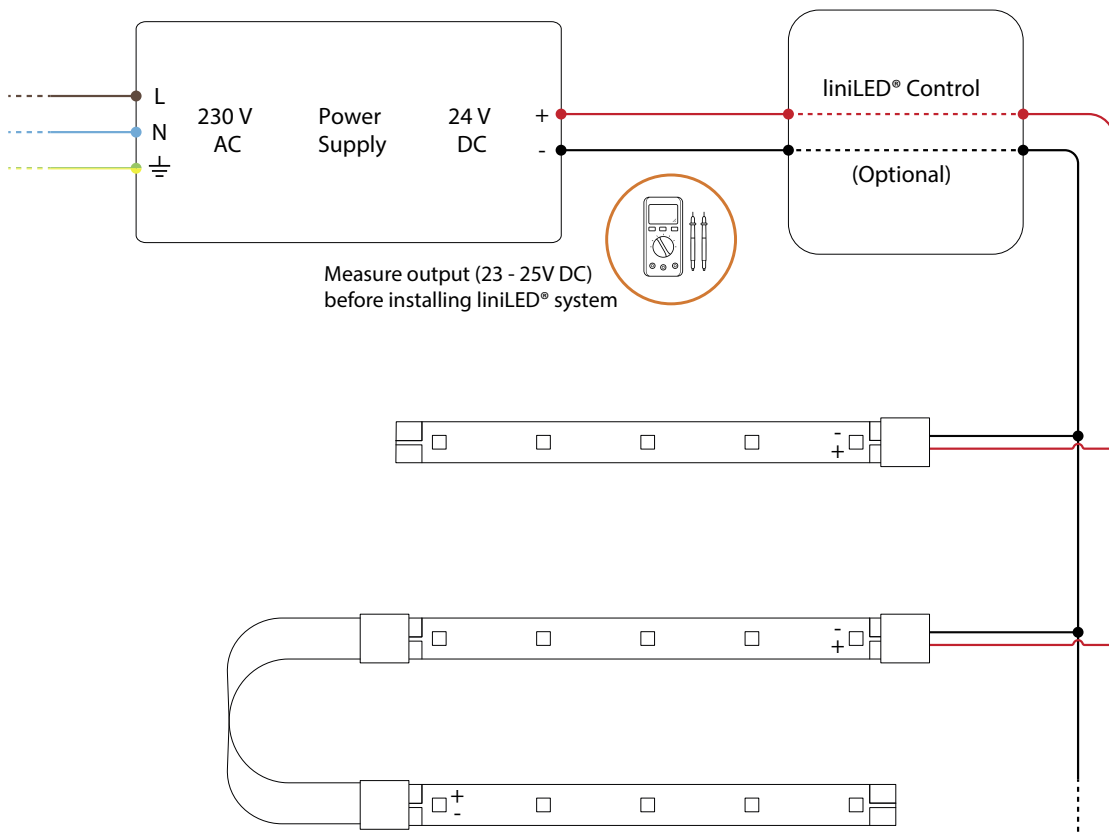 L
N
230 V
AC
Power
Supply
24 V
DC
+
-
liniLED® Control
(Optional)
Measure output (23 - 25V DC)
before installing liniLED® system
-
+
-
+
+
-